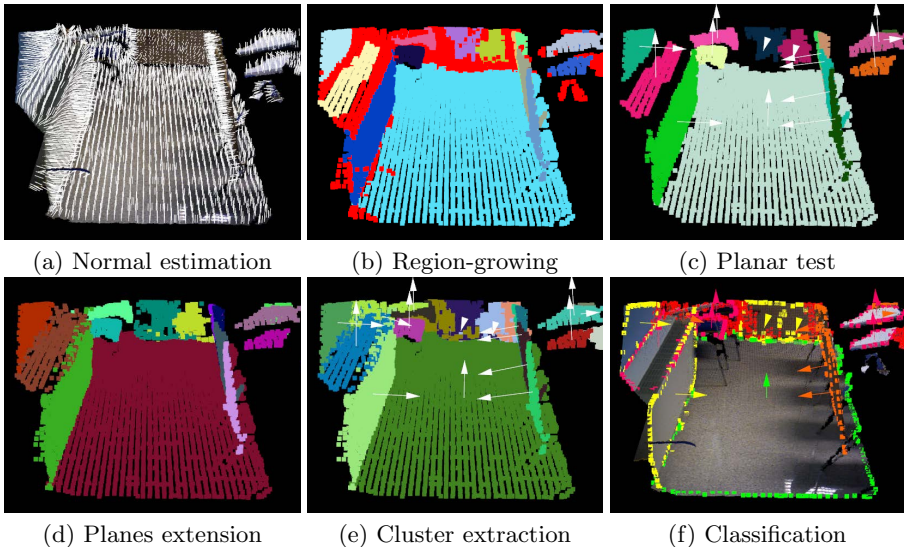 (a) Normal estimation
(b) Region-growing
(c) Planar test
(d) Planes extension
(e) Cluster extraction
(f) Classification